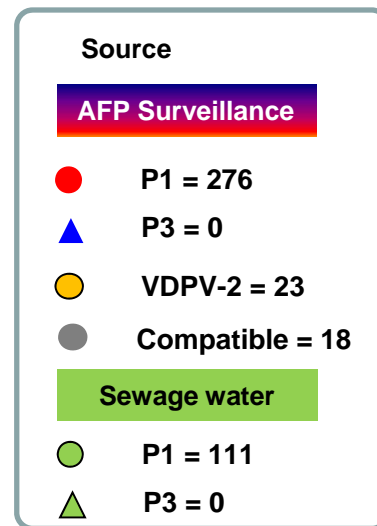 Source
AFP Surveillance
P1 = 276
P3 = 0
VDPV-2 = 23
Compatible = 18
Sewage water
P1 = 111
P3 = 0